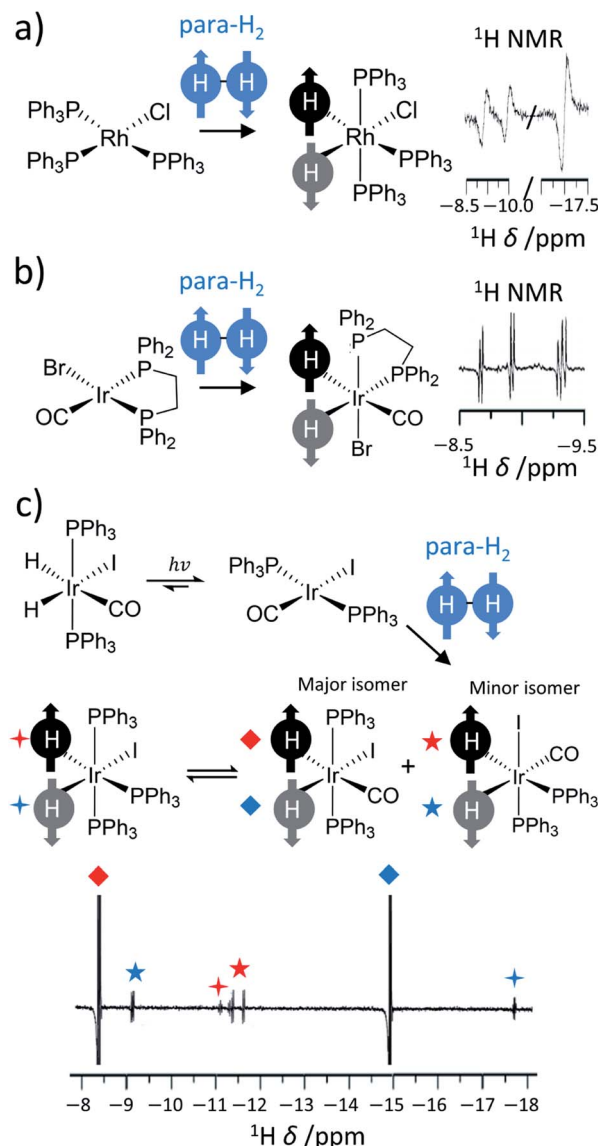 a)
para-H₂
¹H NMR
H H
H
H
Ph₃P Cl
Rh
Ph₃P PPh₃
PPh₃
Cl
Rh
PPh₃
PPh₃
−8.5 −10.0 −17.5
¹H δ /ppm
b)
para-H₂
¹H NMR
H H
H
H
Br
Ph₂
P
Ir
OC
P
Ph₂
Ph₂
P
P
Ph₂
Ir
CO
Br
−8.5 −9.5
¹H δ /ppm
c)
PPh₃
H I
Ir
H CO
PPh₃
hν
Ph₃P I
Ir
OC PPh₃
para-H₂
H H
Major isomer Minor isomer
H
H
PPh₃
I
Ir
PPh₃
PPh₃
H
H
PPh₃
I
Ir
CO
PPh₃
+
H
H
I
CO
Ir
PPh₃
PPh₃
−8 −9 −10 −11 −12 −13 −14 −15 −16 −17 −18
¹H δ /ppm